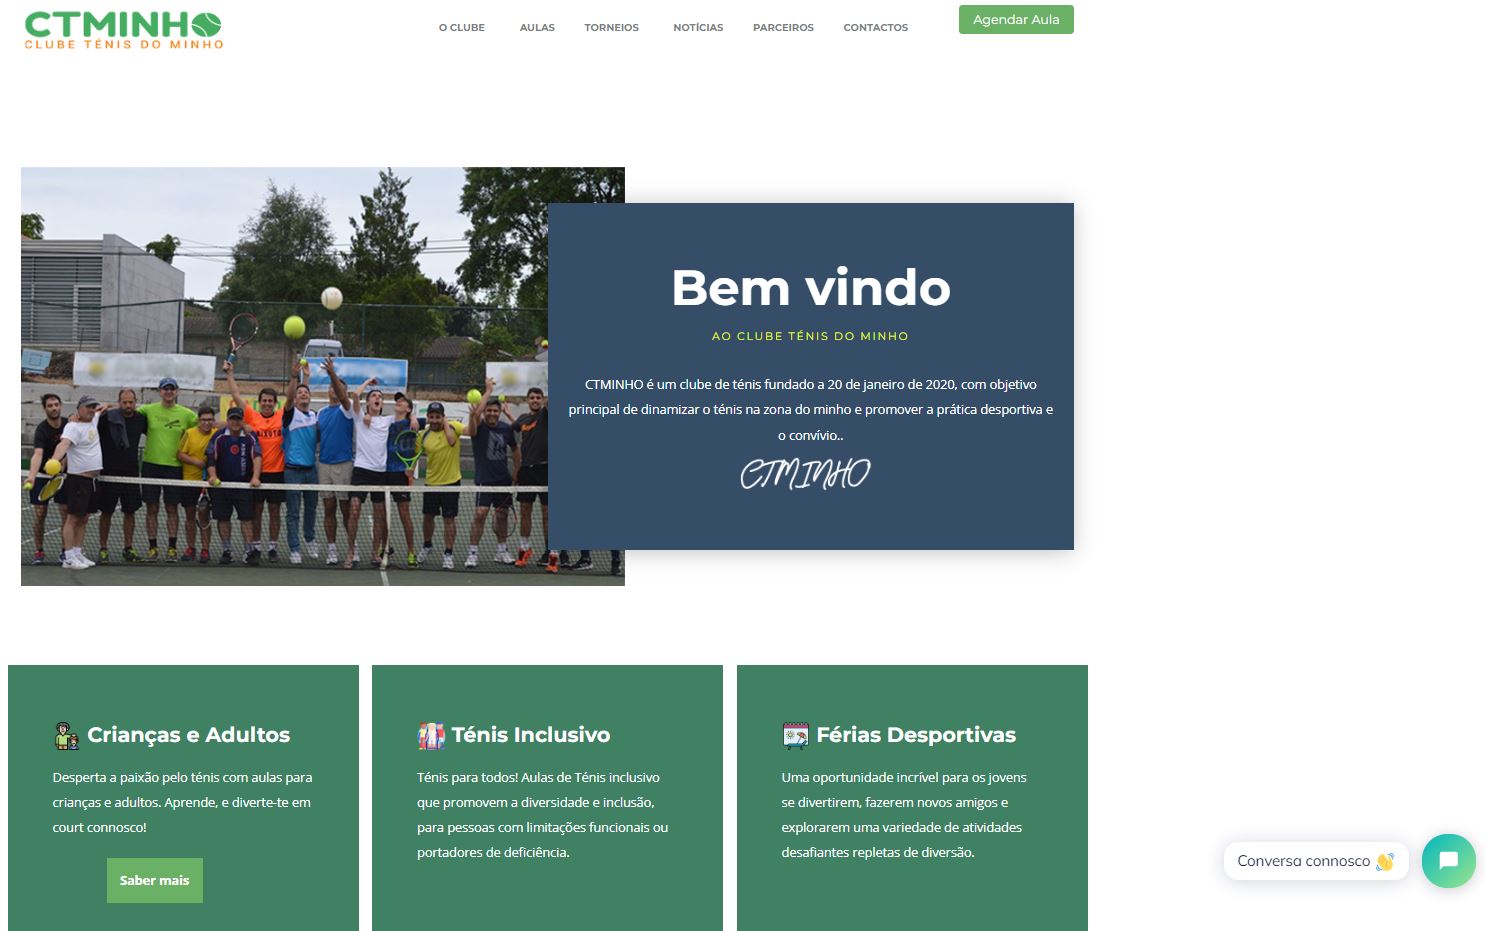 CTMINHO
CLUBE TÉNIS DO MINHO
O CLUBE
AULAS
TORNEIOS
NOTÍCIAS
PARCEIROS
CONTACTOS
Agendar Aula
Bem vindo
AO CLUBE TÉNIS DO MINHO
CTMINHO é um clube de ténis fundado a 20 de janeiro de 2020, com objetivo
principal de dinamizar o ténis na zona do minho e promover a prática desportiva e
o convívio..
CTMINHO
Crianças e Adultos
Desperta a paixão pelo ténis com aulas para
crianças e adultos. Aprende, e diverte-te em
court connosco!
Saber mais
Ténis Inclusivo
Ténis para todos! Aulas de Ténis inclusivo
que promovem a diversidade e inclusão,
para pessoas com limitações funcionais ou
portadores de deficiência.
Férias Desportivas
Uma oportunidade incrível para os jovens
se divertirem, fazerem novos amigos e
explorarem uma variedade de atividades
desafiantes repletas de diversão.
Conversa connosco 👋